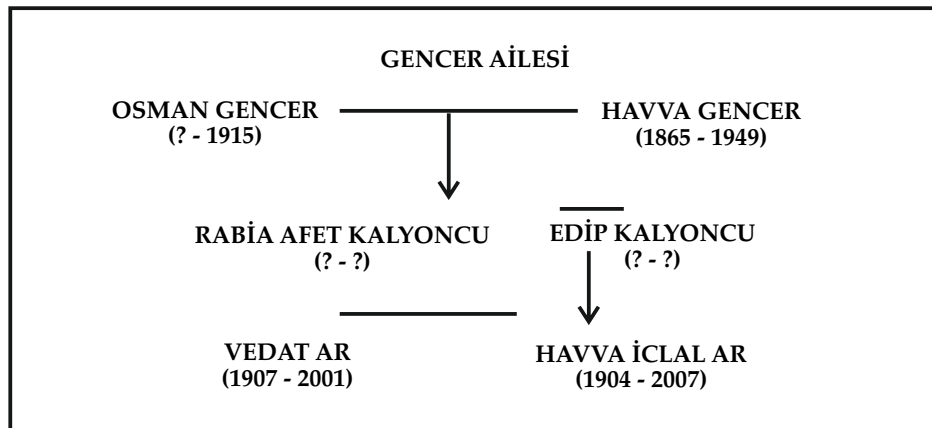 GENCER AİLESİ
OSMAN GENCER
(? - 1915)
HAVVA GENCER
(1865 - 1949)
RABİA AFET KALYONCU
(? - ?)
EDİP KALYONCU
(? - ?)
VEDAT AR
(1907 - 2001)
HAVVA İCLAL AR
(1904 - 2007)